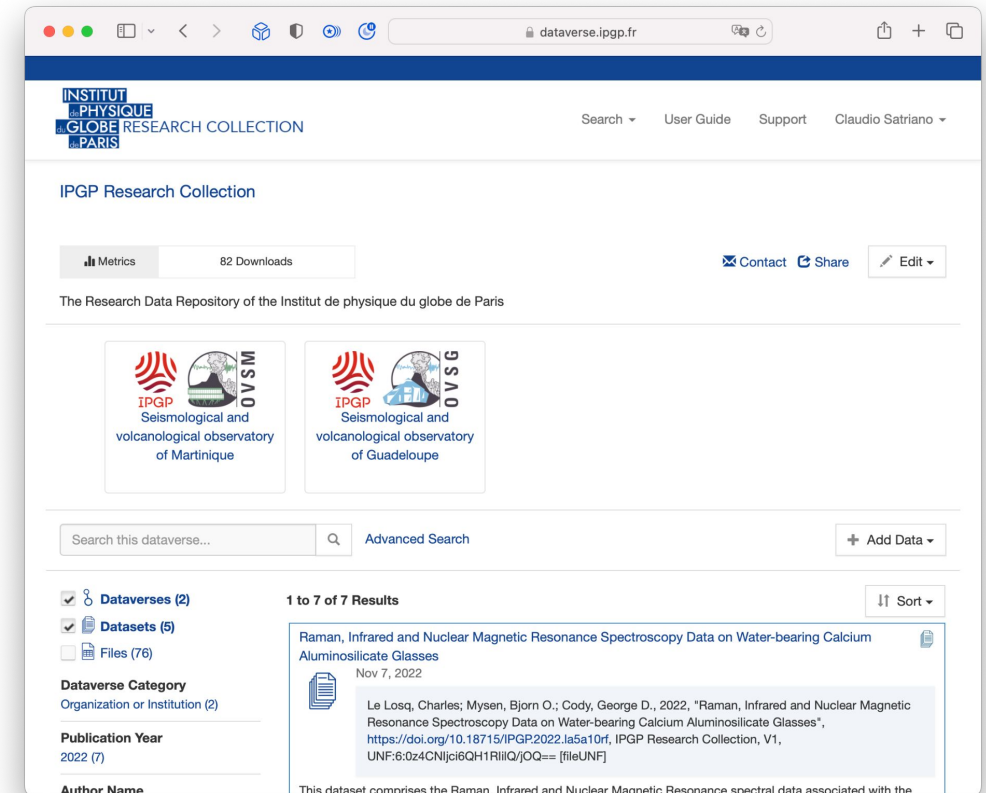 dataverse.ipgp.fr
INSTITUT
de PHYSIQUE
du GLOBE RESEARCH COLLECTION
de PARIS
Search
User Guide
Support
Claudio Satriano
IPGP Research Collection
Metrics
82 Downloads
Contact
Share
Edit
The Research Data Repository of the Institut de physique du globe de Paris
IPGP
OVSM
Seismological and
volcanological observatory
of Martinique
IPGP
OVSG
Seismological and
volcanological observatory
of Guadeloupe
Search this dataverse...
Advanced Search
+ Add Data
Dataverses (2)
Datasets (5)
Files (76)
Dataverse Category
Organization or Institution (2)
Publication Year
2022 (7)
Author Name
1 to 7 of 7 Results
Sort
Raman, Infrared and Nuclear Magnetic Resonance Spectroscopy Data on Water-bearing Calcium
Aluminosilicate Glasses
Nov 7, 2022
Le Losq, Charles; Mysen, Bjorn O.; Cody, George D., 2022, "Raman, Infrared and Nuclear Magnetic
Resonance Spectroscopy Data on Water-bearing Calcium Aluminosilicate Glasses",
https://doi.org/10.18715/IPGP.2022.la5a10rf, IPGP Research Collection, V1,
UNF:6:0z4CNIjci6QH1RlilQ/jOQ== [fileUNF]
This dataset comprises the Raman, Infrared and Nuclear Magnetic Resonance spectral data associated with the